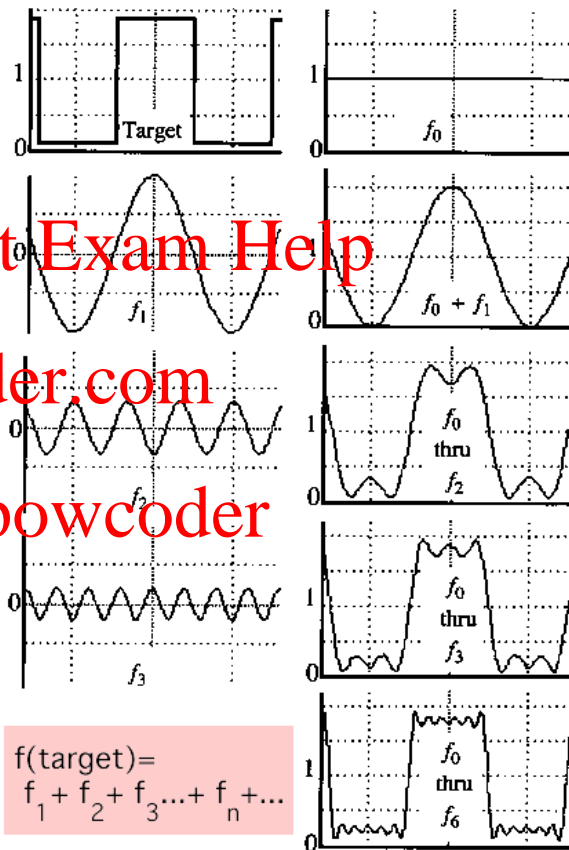 1
0
Target
1
0
f0
0
f1
1
0
f0 + f1
t Exam Help
der.com
0
f2
1
0
f0
thru
f2
powcoder
0
f3
1
0
f0
thru
f3
f(target)=
f1+ f2+ f3...+ fn+...
1
0
f0
thru
f6